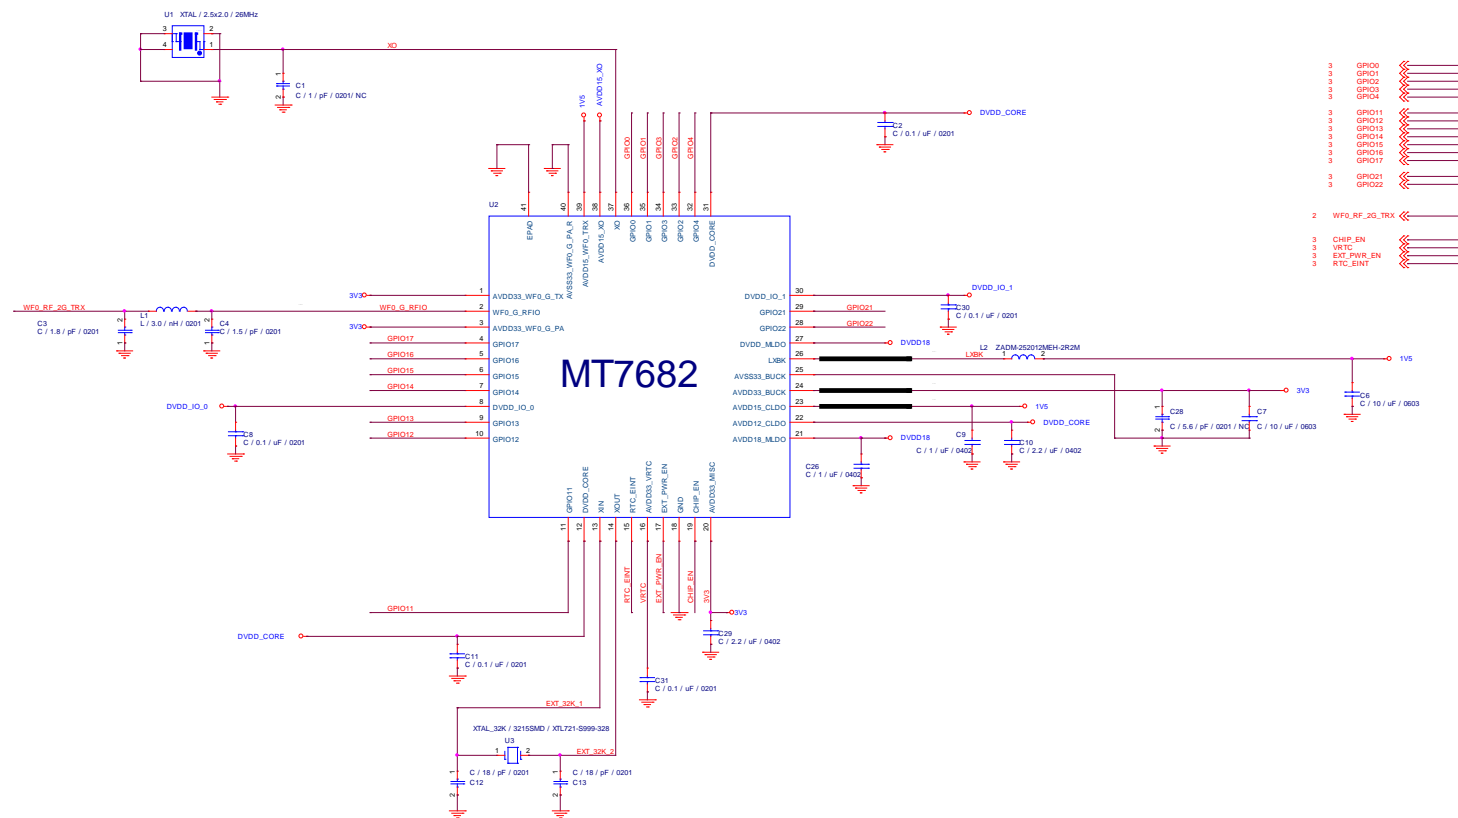 U1 XTAL / 2.5x2.0 / 26MHz
3 2
4 1
XO
1
C1
C / 1 / pF / 0201/ NC
2
1V5
AVDD15_XO
GPIO0
GPIO1
GPIO3
GPIO2
GPIO4
DVDD_CORE
C2
C / 0.1 / uF / 0201
3 GPIO0
3 GPIO1
3 GPIO2
3 GPIO3
3 GPIO4
3 GPIO11
3 GPIO12
3 GPIO13
3 GPIO14
3 GPIO15
3 GPIO16
3 GPIO17
3 GPIO21
3 GPIO22
2 WF0_RF_2G_TRX
3 CHIP_EN
3 VRTC
3 EXT_PWR_EN
3 RTC_EINT
U2
41 EPAD
40 AVSS33_WF0_G_PA_R
39 AVDD15_WF0_TRX
38 AVDD15_XO
37 XO
36 GPIO0
35 GPIO1
34 GPIO3
33 GPIO2
32 GPIO4
31 DVDD_CORE
MT7682
3V3 1 AVDD33_WF0_G_TX
WF0_RF_2G_TRX
WF0_G_RFIO 2 WF0_G_RFIO
3V3 3 AVDD33_WF0_G_PA
GPIO17 4 GPIO17
GPIO16 5 GPIO16
GPIO15 6 GPIO15
GPIO14 7 GPIO14
DVDD_IO_0 8 DVDD_IO_0
GPIO13 9 GPIO13
GPIO12 10 GPIO12
L1
L / 3.0 / nH / 0201
C3
C / 1.8 / pF / 0201
2
1
C4
C / 1.5 / pF / 0201
2
1
C8
C / 0.1 / uF / 0201
DVDD_IO_1 30 DVDD_IO_1
C30
C / 0.1 / uF / 0201
GPIO21 29 GPIO21
GPIO22 28 GPIO22
DVDD_MLDO 27 DVDD18
LXBK 26 LXBK
L2 ZADM-252012MEH-2R2M
1 2
1V5
AVSS33_BUCK 25
AVDD33_BUCK 24 3V3
AVDD15_CLDO 23 1V5
AVDD12_CLDO 22 DVDD_CORE
AVDD18_MLDO 21 DVDD18
C6
C / 10 / uF / 0603
1
C28
C / 5.6 / pF / 0201 / NC
2
C7
C / 10 / uF / 0603
C9
C / 1 / uF / 0402
C10
C / 2.2 / uF / 0402
C26
C / 1 / uF / 0402
GPIO11 11
DVDD_CORE 12
XIN 13
XOUT 14
RTC_EINT 15
AVDD33_VRTC 16
EXT_PWR_EN 17
GND 18
CHIP_EN 19
AVDD33_MISC 20
RTC_EINT
VRTC
EXT_PWR_EN
CHIP_EN
3V3
GPIO11
3V3
C29
C / 2.2 / uF / 0402
DVDD_CORE
C11
C / 0.1 / uF / 0201
C31
C / 0.1 / uF / 0201
EXT_32K_1
XTAL_32K / 3215SMD / XTL721-S999-328
U3
1 2
EXT_32K_2
1
C / 18 / pF / 0201
C12
2
1
C / 18 / pF / 0201
C13
2